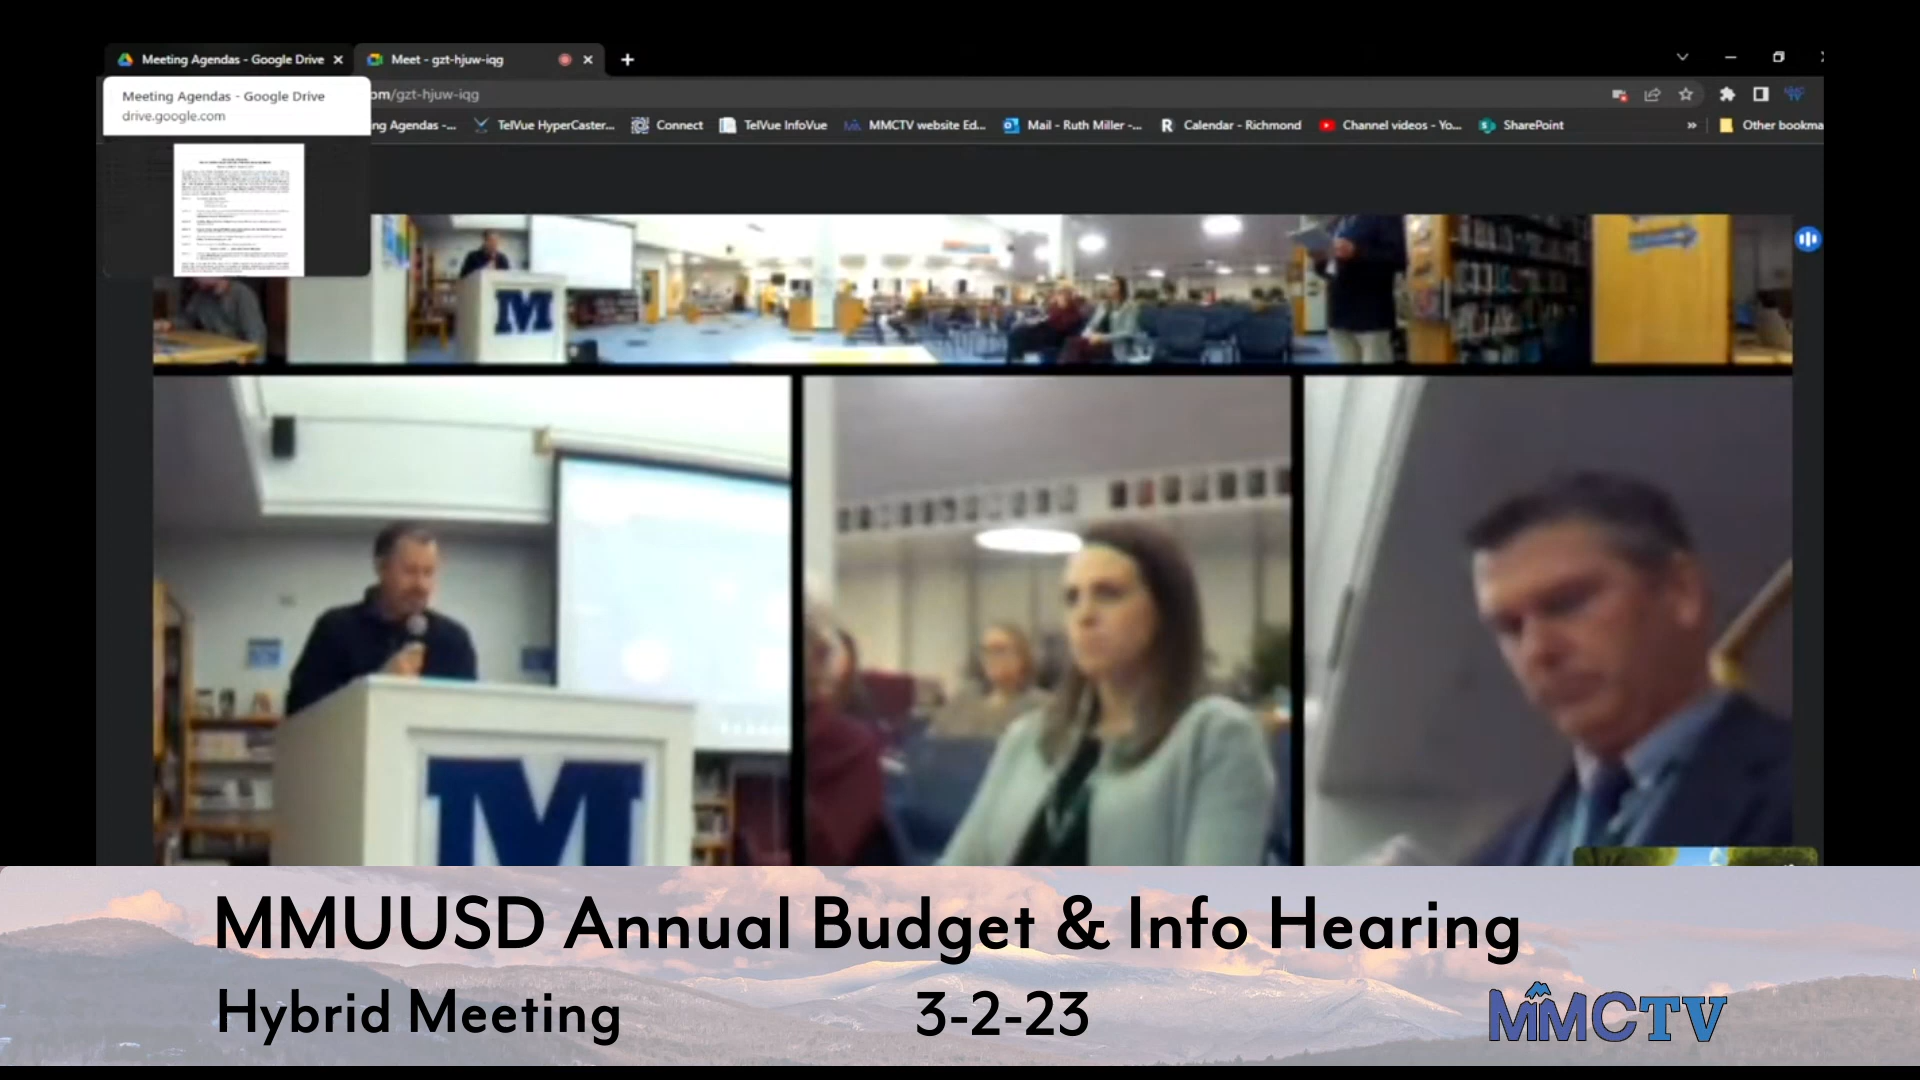 Meeting Agendas - Google Drive
Meet - gzt-hjuw-iqg
Meeting Agendas - Google Drive
om/gzt-hjuw-iqg
drive.google.com
ng Agendas -...
TelVue HyperCaster...
Connect
TelVue InfoVue
MMCTV website Ed...
Mail - Ruth Miller -...
R
Calendar - Richmond
Channel videos - Yo...
SharePoint
»
Other bookma
M
M
MMUUSD Annual Budget & Info Hearing
Hybrid Meeting
3-2-23
MMCTV